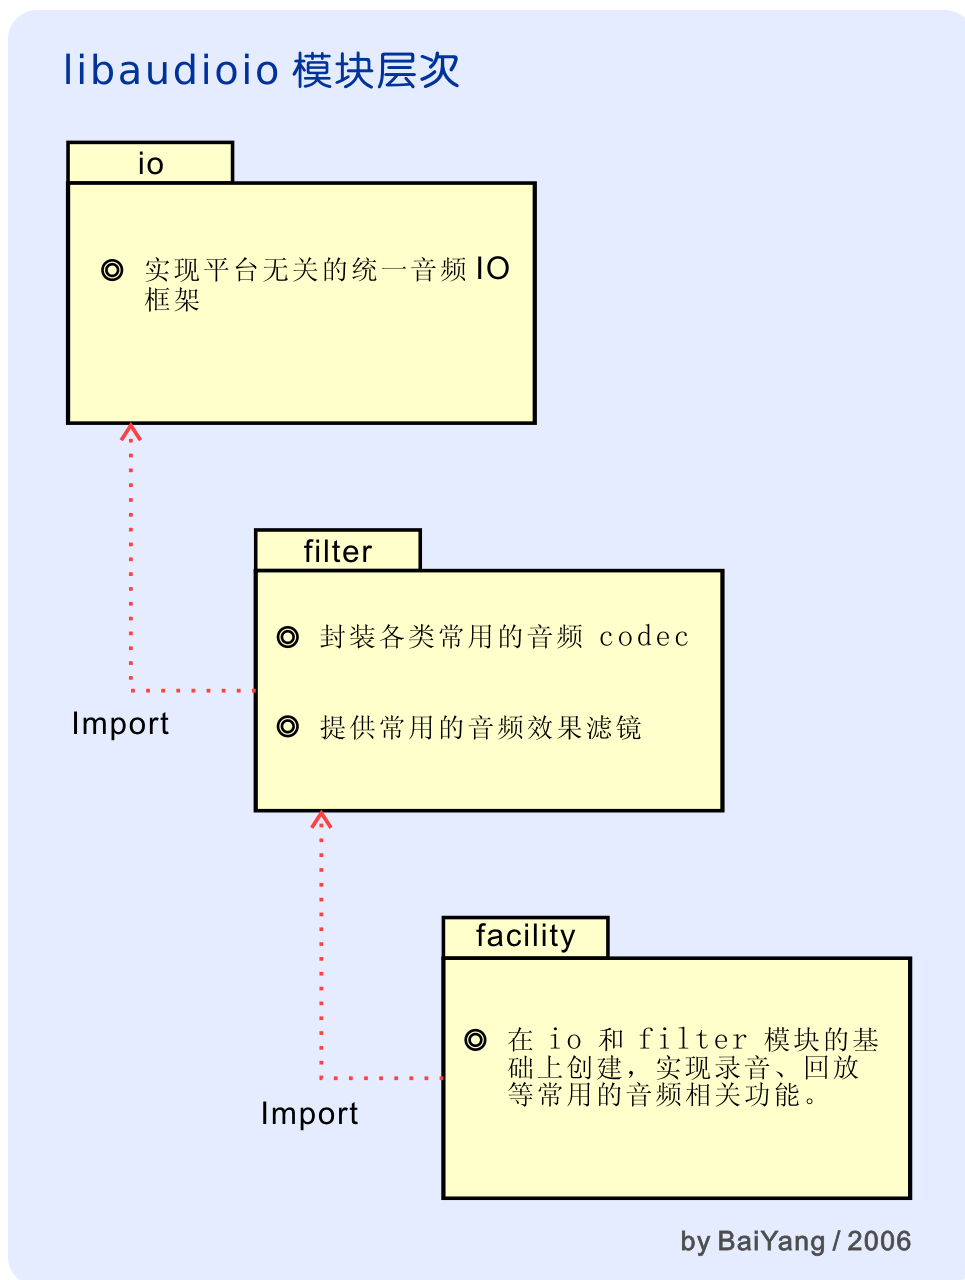 libaudioio 模块层次
io
实现平台无关的统一音频 IO
框架
filter
封装各类常用的音频 codec
Import
提供常用的音频效果滤镜
facility
在 io 和 filter 模块的基
础上创建，实现录音、回放
等常用的音频相关功能。
Import
by BaiYang / 2006